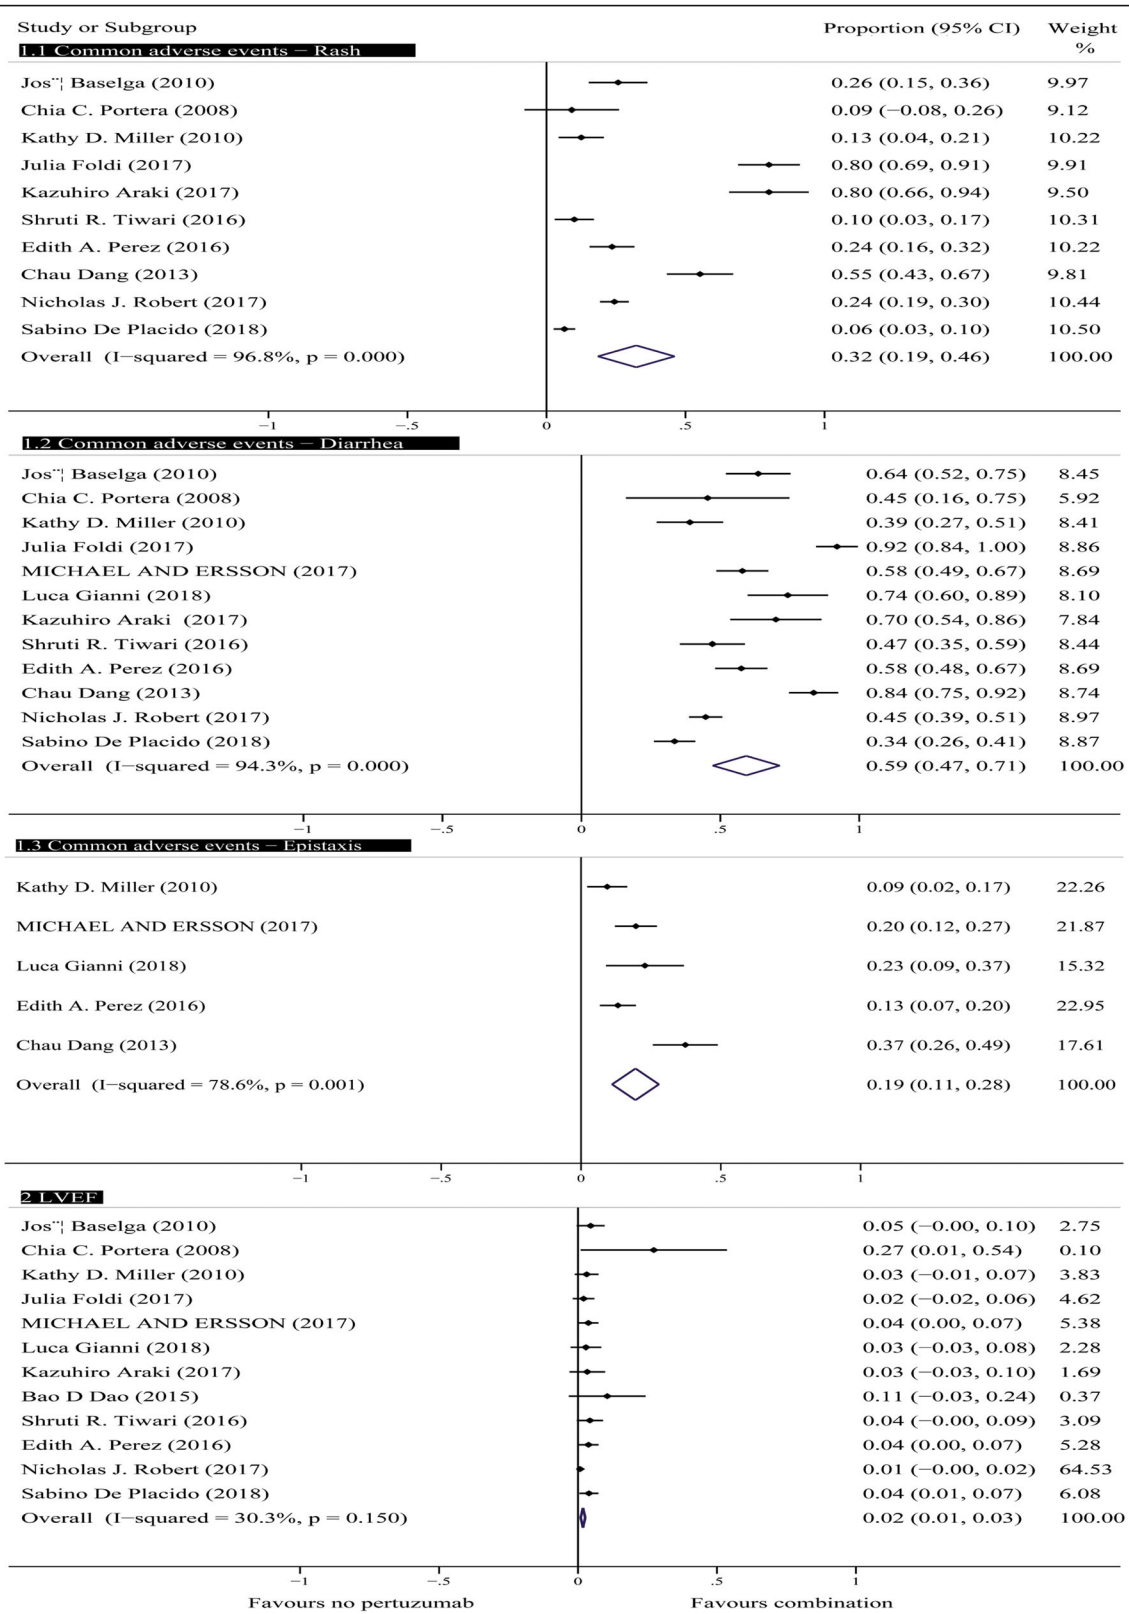 Study or Subgroup Proportion (95% CI) Weight
%
1.1 Common adverse events − Rash
Jos¨¦ Baselga (2010) 0.26 (0.15, 0.36) 9.97
Chia C. Portera (2008) 0.09 (−0.08, 0.26) 9.12
Kathy D. Miller (2010) 0.13 (0.04, 0.21) 10.22
Julia Foldi (2017) 0.80 (0.69, 0.91) 9.91
Kazuhiro Araki (2017) 0.80 (0.66, 0.94) 9.50
Shruti R. Tiwari (2016) 0.10 (0.03, 0.17) 10.31
Edith A. Perez (2016) 0.24 (0.16, 0.32) 10.22
Chau Dang (2013) 0.55 (0.43, 0.67) 9.81
Nicholas J. Robert (2017) 0.24 (0.19, 0.30) 10.44
Sabino De Placido (2018) 0.06 (0.03, 0.10) 10.50
Overall (I−squared = 96.8%, p = 0.000) 0.32 (0.19, 0.46) 100.00
−1 −.5 0 .5 1
1.2 Common adverse events − Diarrhea
Jos¨¦ Baselga (2010) 0.64 (0.52, 0.75) 8.45
Chia C. Portera (2008) 0.45 (0.16, 0.75) 5.92
Kathy D. Miller (2010) 0.39 (0.27, 0.51) 8.41
Julia Foldi (2017) 0.92 (0.84, 1.00) 8.86
MICHAEL AND ERSSON (2017) 0.58 (0.49, 0.67) 8.69
Luca Gianni (2018) 0.74 (0.60, 0.89) 8.10
Kazuhiro Araki (2017) 0.70 (0.54, 0.86) 7.84
Shruti R. Tiwari (2016) 0.47 (0.35, 0.59) 8.44
Edith A. Perez (2016) 0.58 (0.48, 0.67) 8.69
Chau Dang (2013) 0.84 (0.75, 0.92) 8.74
Nicholas J. Robert (2017) 0.45 (0.39, 0.51) 8.97
Sabino De Placido (2018) 0.34 (0.26, 0.41) 8.87
Overall (I−squared = 94.3%, p = 0.000) 0.59 (0.47, 0.71) 100.00
−1 −.5 0 .5 1
1.3 Common adverse events − Epistaxis
Kathy D. Miller (2010) 0.09 (0.02, 0.17) 22.26
MICHAEL AND ERSSON (2017) 0.20 (0.12, 0.27) 21.87
Luca Gianni (2018) 0.23 (0.09, 0.37) 15.32
Edith A. Perez (2016) 0.13 (0.07, 0.20) 22.95
Chau Dang (2013) 0.37 (0.26, 0.49) 17.61
Overall (I−squared = 78.6%, p = 0.001) 0.19 (0.11, 0.28) 100.00
−1 −.5 0 .5 1
2 LVEF
Jos¨¦ Baselga (2010) 0.05 (−0.00, 0.10) 2.75
Chia C. Portera (2008) 0.27 (0.01, 0.54) 0.10
Kathy D. Miller (2010) 0.03 (−0.01, 0.07) 3.83
Julia Foldi (2017) 0.02 (−0.02, 0.06) 4.62
MICHAEL AND ERSSON (2017) 0.04 (0.00, 0.07) 5.38
Luca Gianni (2018) 0.03 (−0.03, 0.08) 2.28
Kazuhiro Araki (2017) 0.03 (−0.03, 0.10) 1.69
Bao D Dao (2015) 0.11 (−0.03, 0.24) 0.37
Shruti R. Tiwari (2016) 0.04 (−0.00, 0.09) 3.09
Edith A. Perez (2016) 0.04 (0.00, 0.07) 5.28
Nicholas J. Robert (2017) 0.01 (−0.00, 0.02) 64.53
Sabino De Placido (2018) 0.04 (0.01, 0.07) 6.08
Overall (I−squared = 30.3%, p = 0.150) 0.02 (0.01, 0.03) 100.00
−1 −.5 0 .5 1
Favours no pertuzumab Favours combination